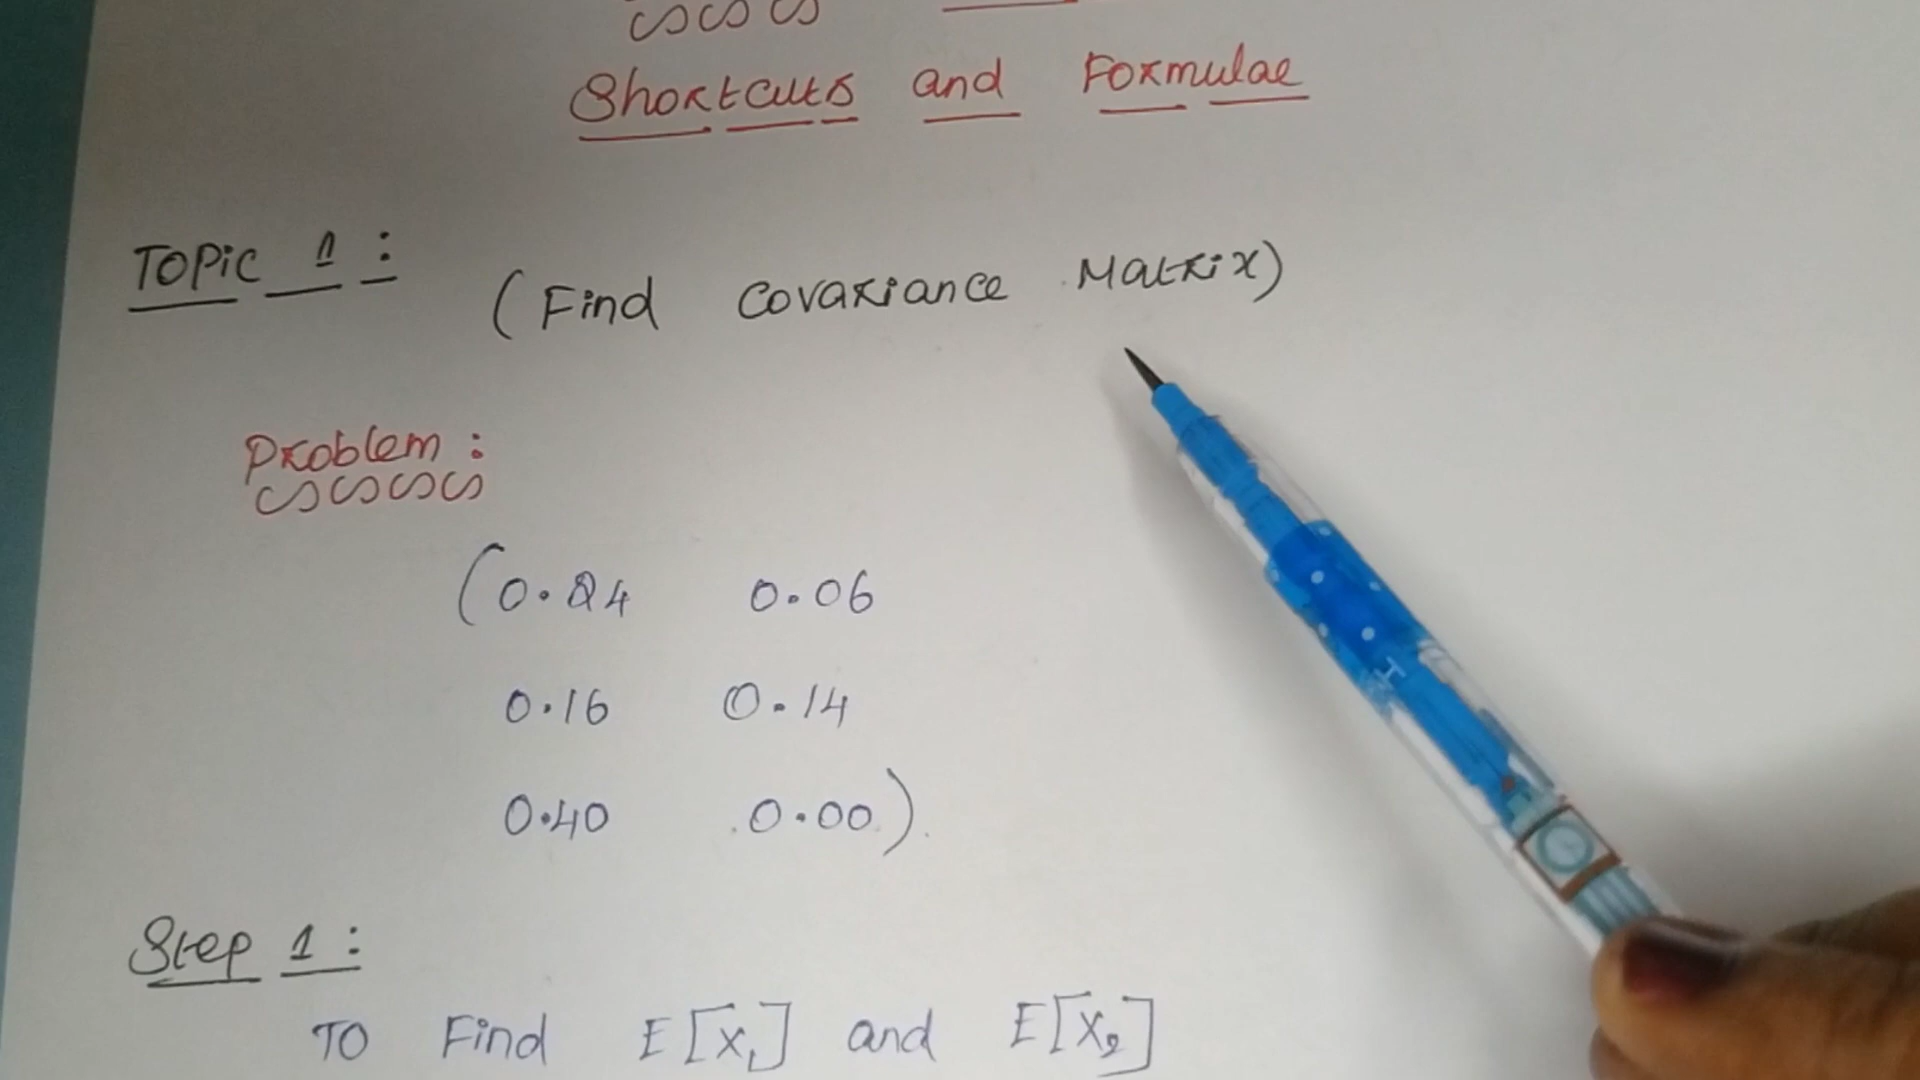 Shortcuts and Formulae
Topic 1 :
(Find Covariance Matrix)
Problem :
(0.24 0.06
0.16 0.14
0.40 0.00)
Step 1 :
To Find E[X₁] and E[X₂]